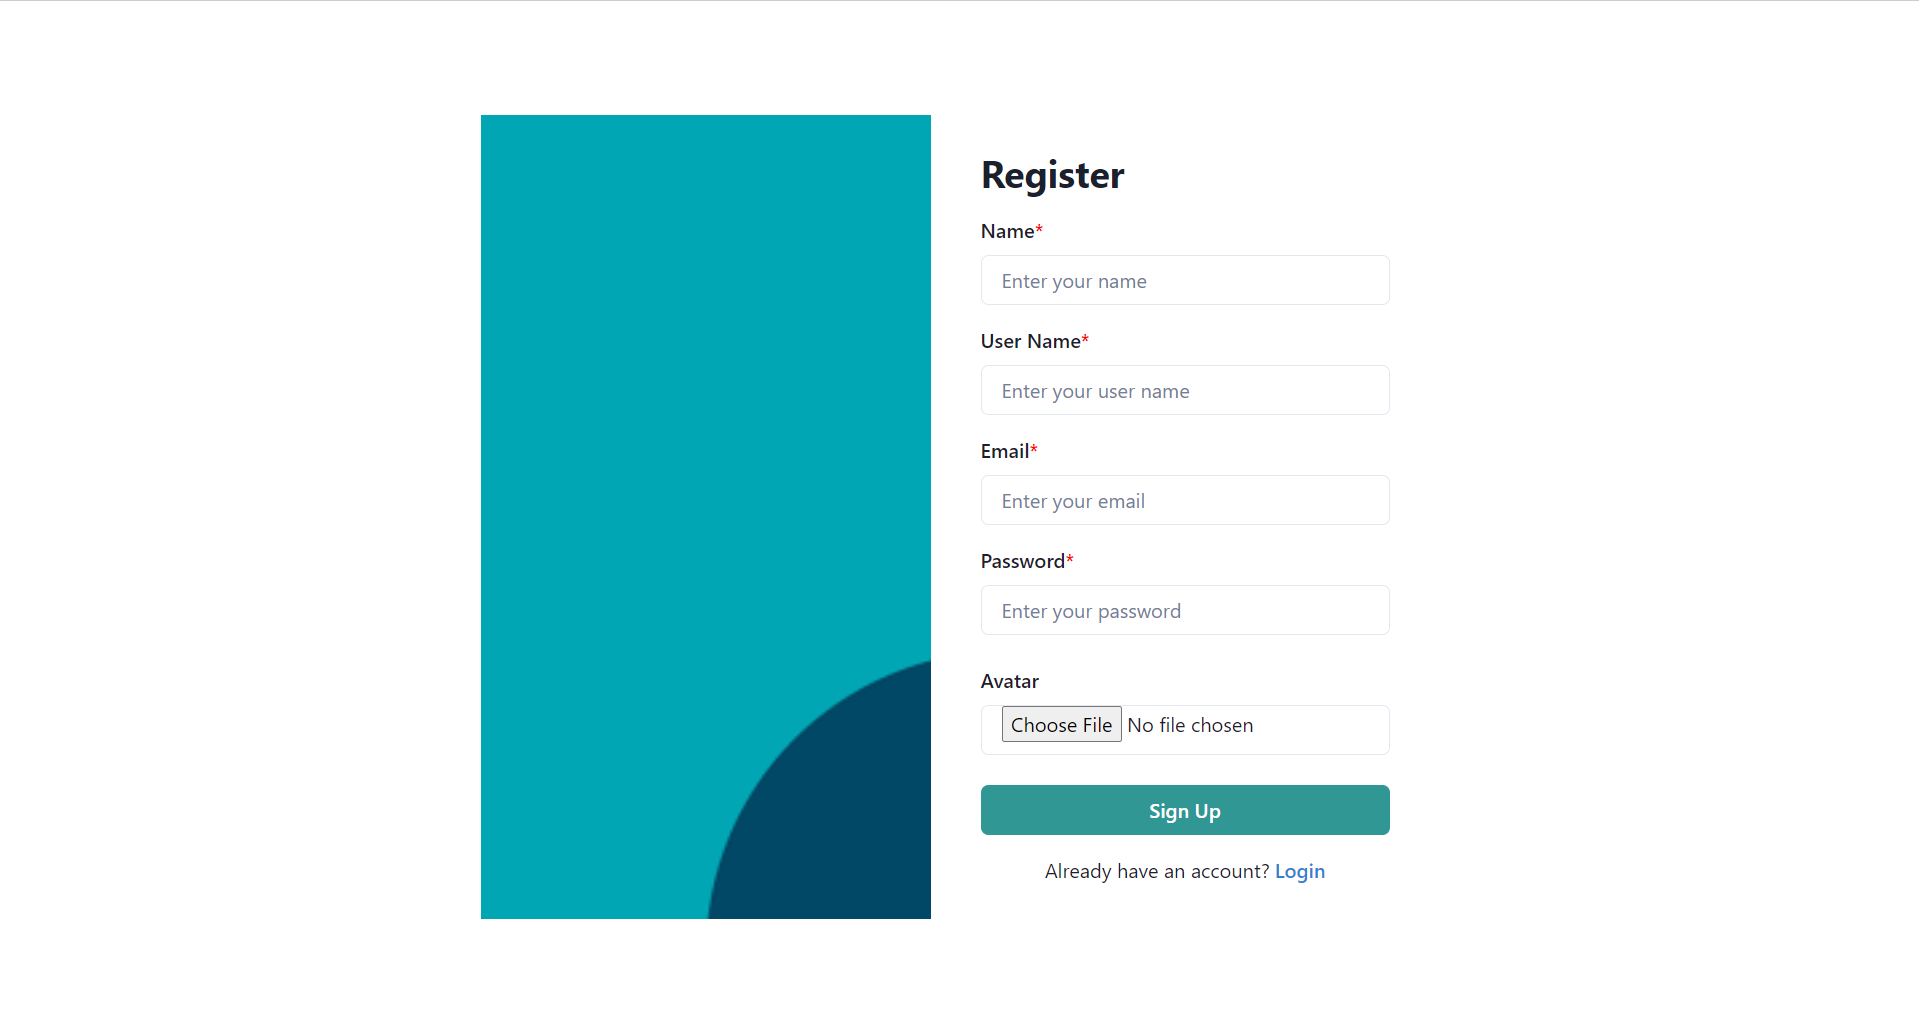 Register
Name*
Enter your name
User Name*
Enter your user name
Email*
Enter your email
Password*
Enter your password
Avatar
Choose File No file chosen
Sign Up
Already have an account? Login